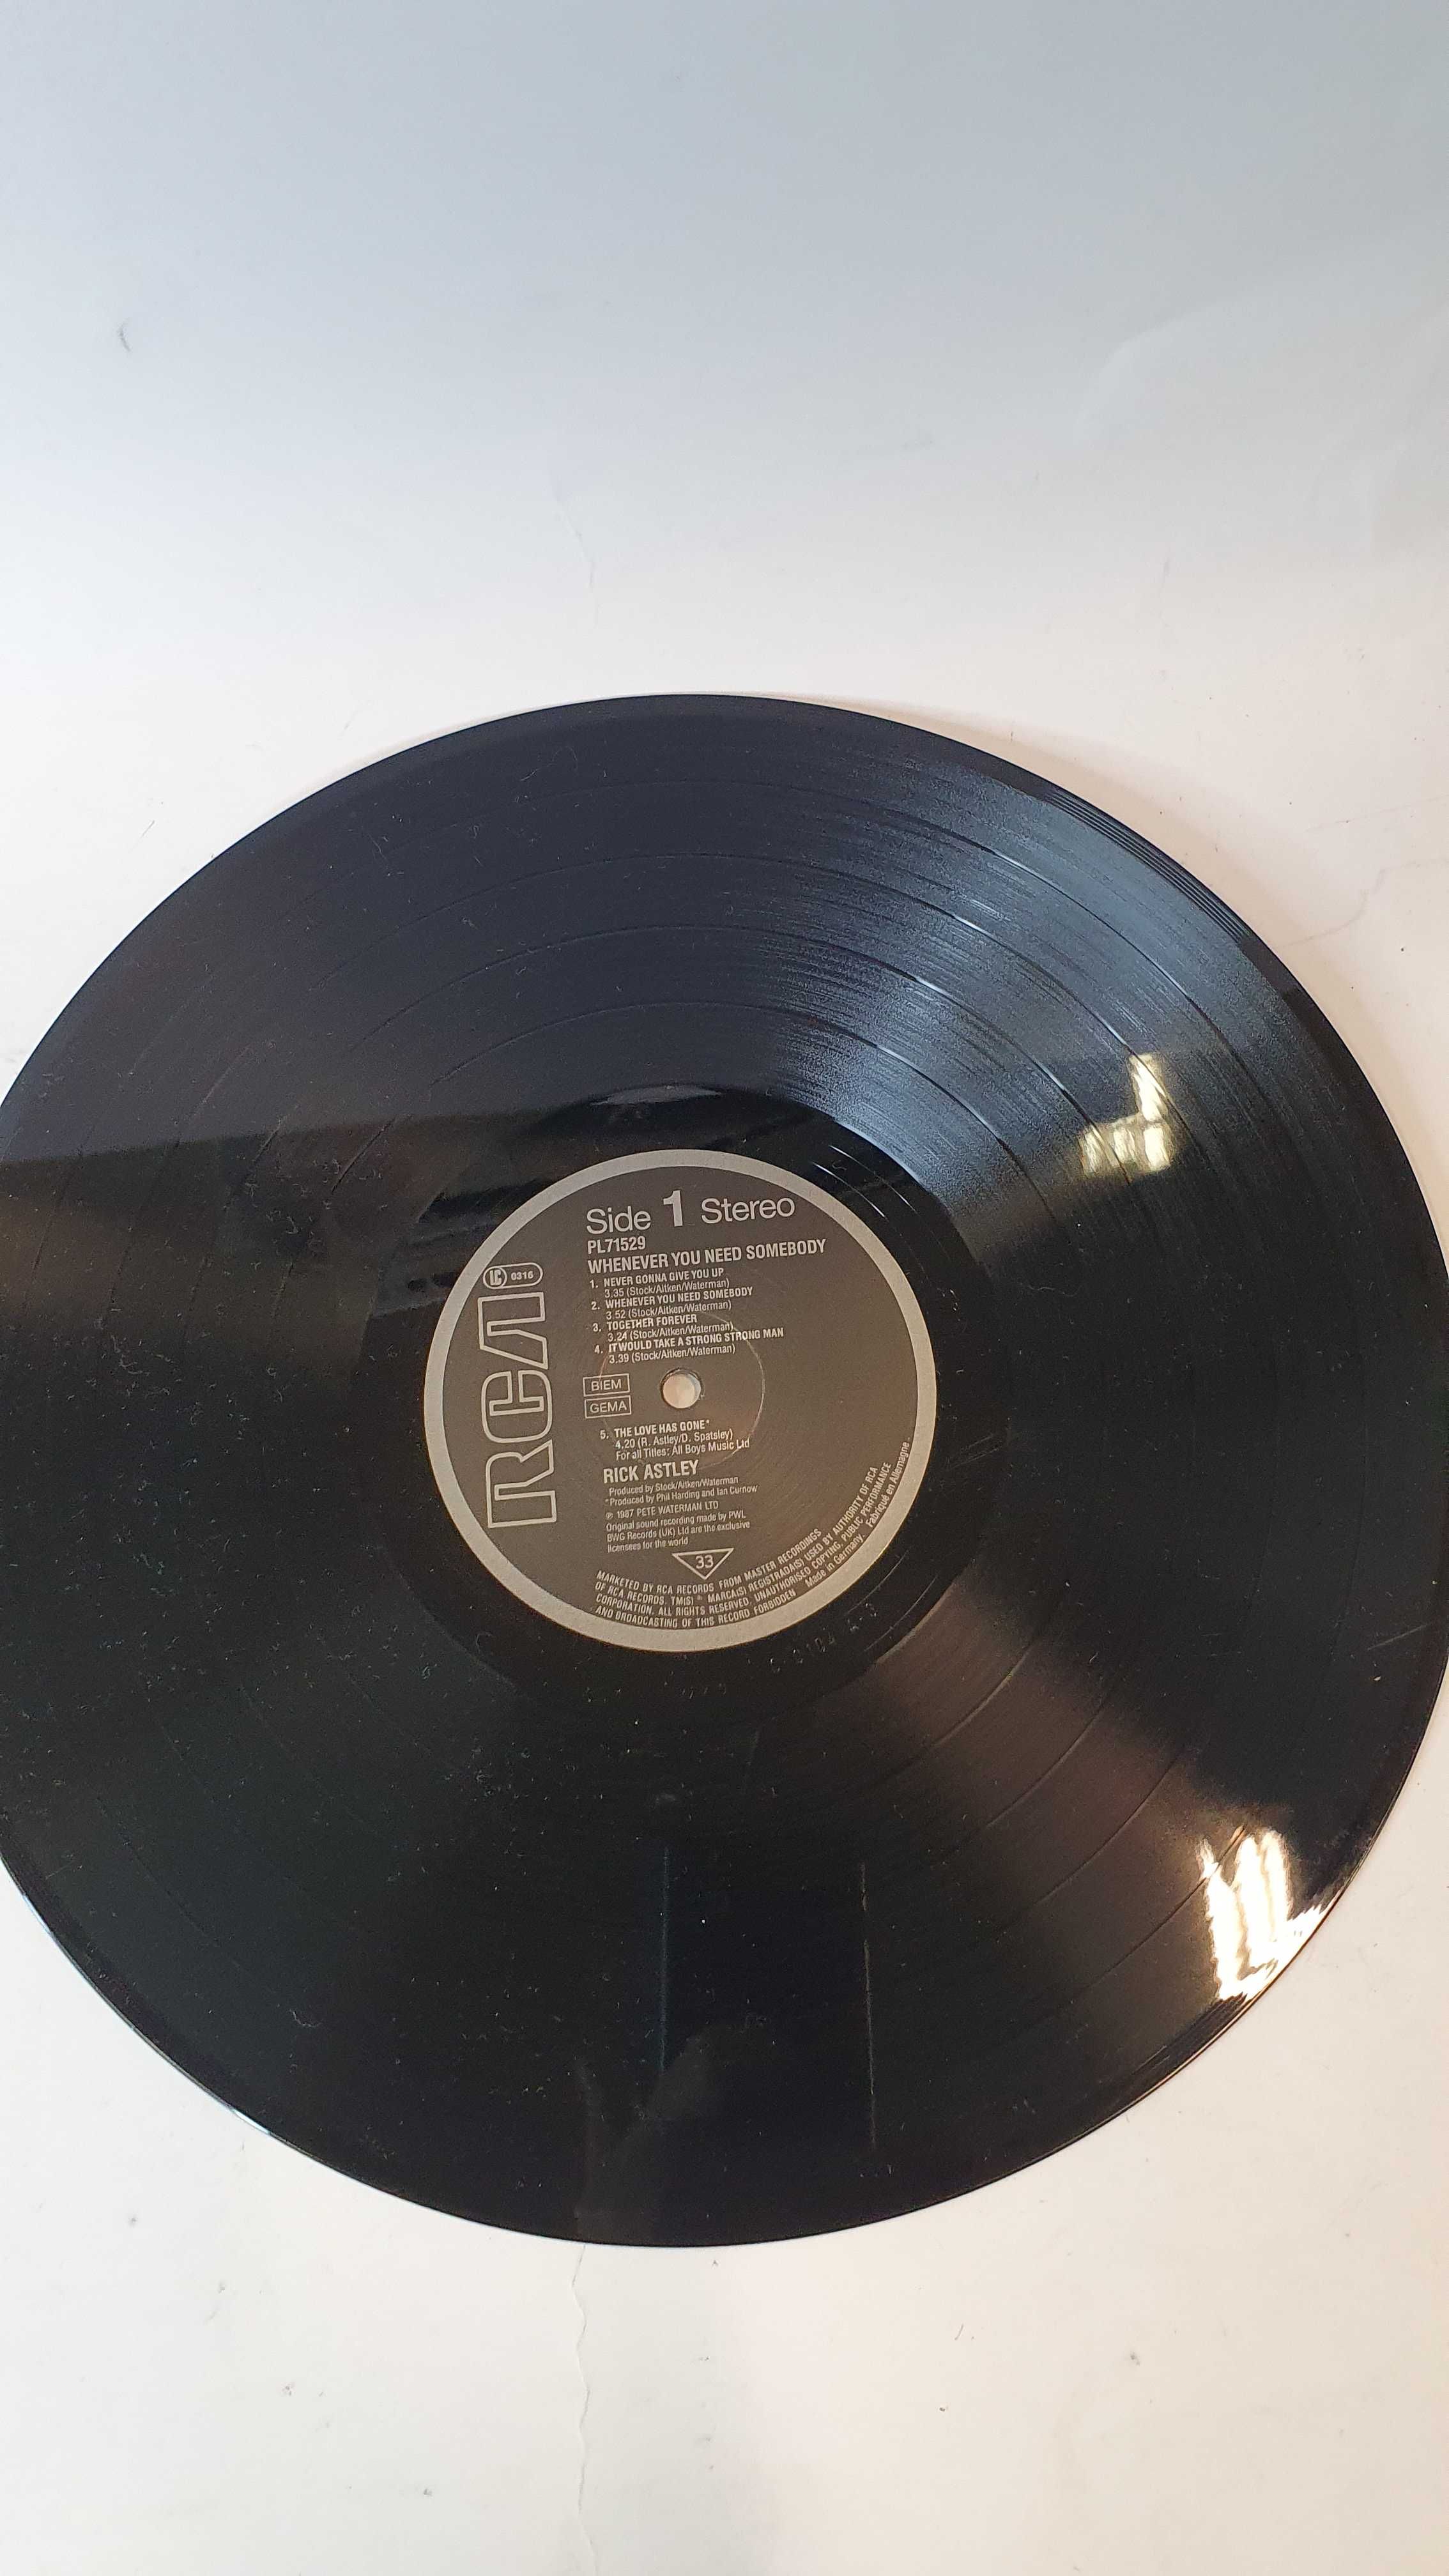 Side 1 Stereo
PL71529
WHENEVER YOU NEED SOMEBODY
1. NEVER GONNA GIVE YOU UP
3.35 (Stock/Aitken/Waterman)
2. WHENEVER YOU NEED SOMEBODY
3.52 (Stock/Aitken/Waterman)
3. TOGETHER FOREVER
3.24 (Stock/Aitken/Waterman)
4. IT WOULD TAKE A STRONG STRONG MAN
3.39 (Stock/Aitken/Waterman)
LC 0316
RCA
BIEM
GEMA
5. THE LOVE HAS GONE*
4.20 (R. Astley/D. Spatsley)
For all Titles: All Boys Music Ltd
RICK ASTLEY
Produced by Stock/Aitken/Waterman
*Produced by Phil Harding and Ian Curnow
℗ 1987 PETE WATERMAN LTD
Original sound recording made by PWL
BWG Records (UK) Ltd are the exclusive
licensees for the world
33
MARKETED BY RCA RECORDS FROM MASTER RECORDINGS
OF RCA RECORDS. TM(S) ® MARCA(S) REGISTRADA(S) USED BY AUTHORITY OF RCA
CORPORATION. ALL RIGHTS RESERVED. UNAUTHORISED COPYING, PUBLIC PERFORMANCE
AND BROADCASTING OF THIS RECORD FORBIDDEN Made in Germany. Fabriqué en Allemagne.